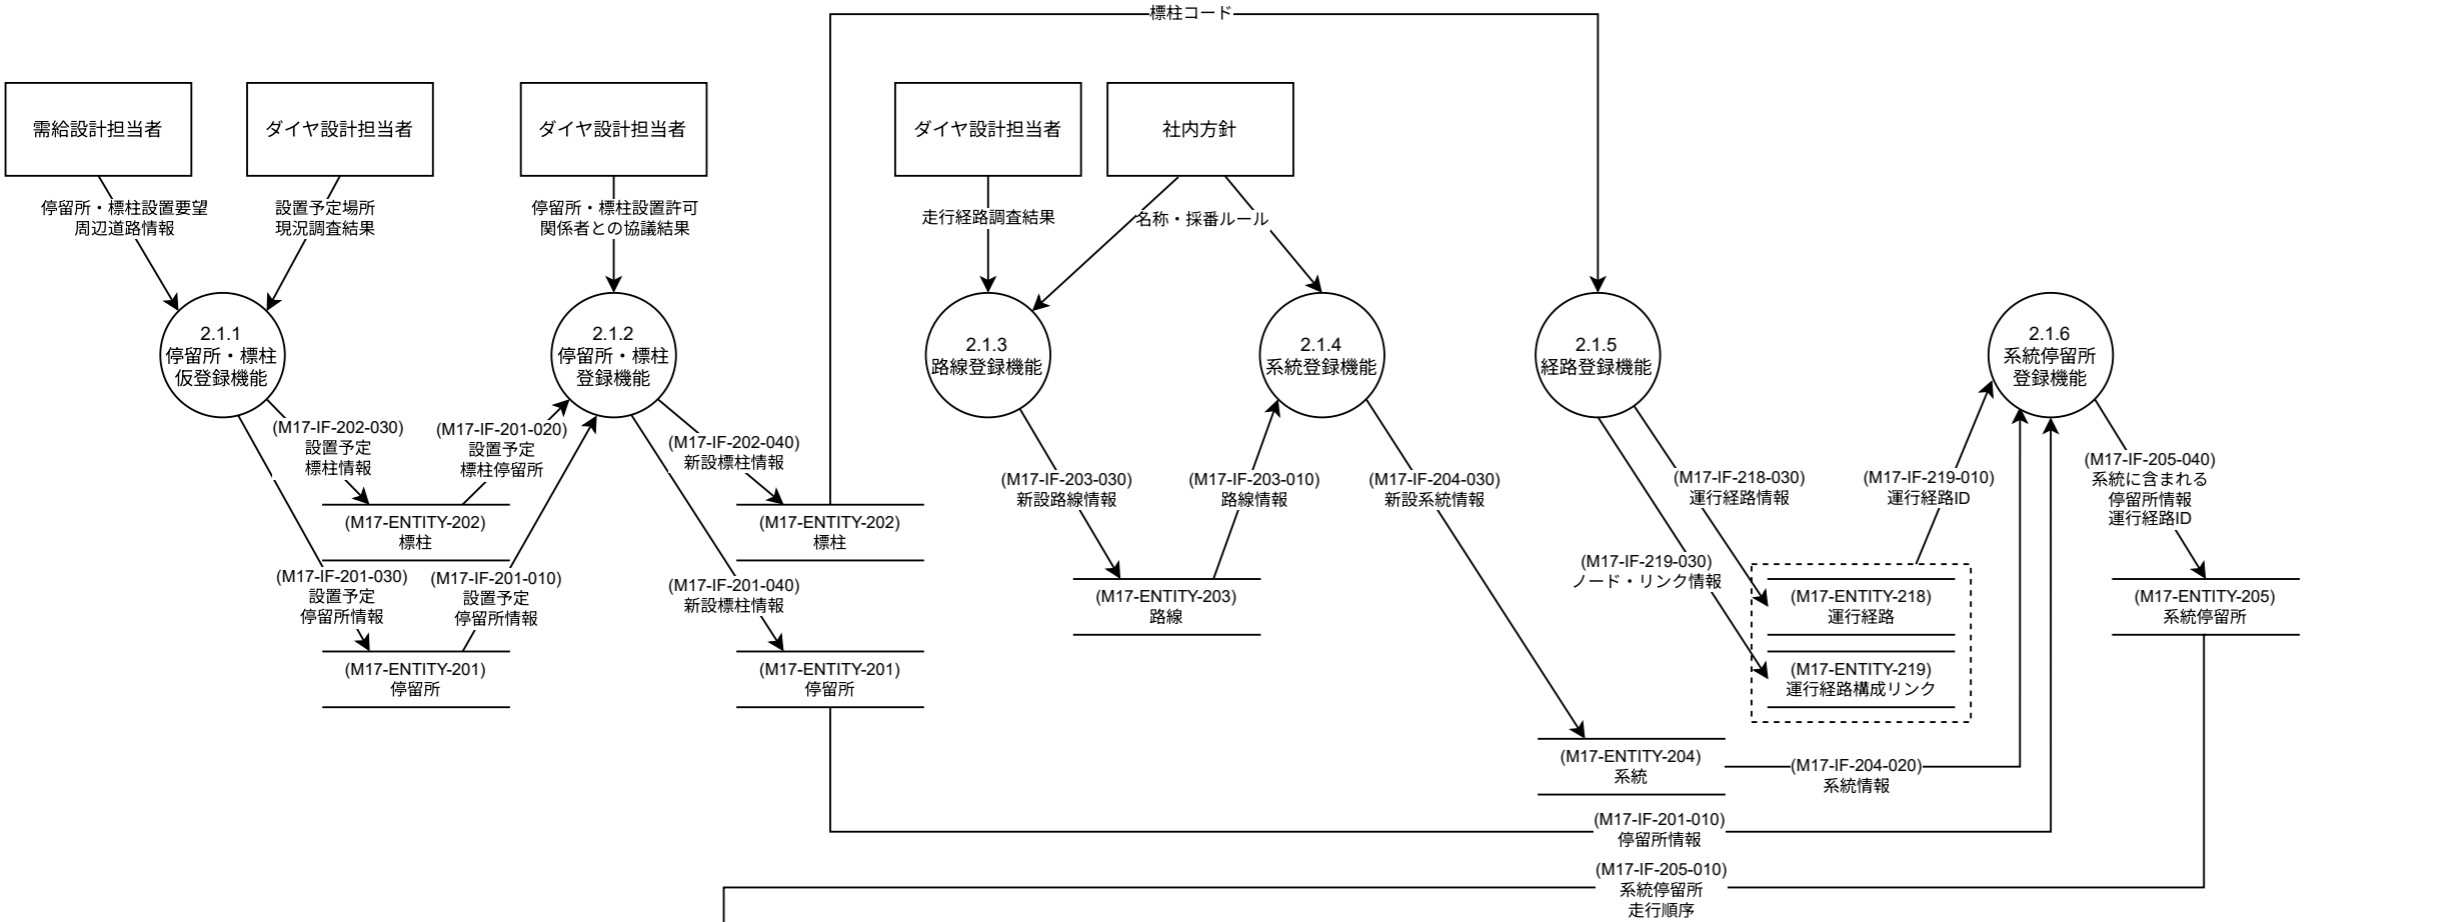 標柱コード
需給設計担当者
ダイヤ設計担当者
ダイヤ設計担当者
ダイヤ設計担当者
社内方針
停留所・標柱設置要望
周辺道路情報
設置予定場所
現況調査結果
停留所・標柱設置許可
関係者との協議結果
走行経路調査結果
名称・採番ルール
2.1.1
停留所・標柱
仮登録機能
2.1.2
停留所・標柱
登録機能
2.1.3
路線登録機能
2.1.4
系統登録機能
2.1.5
経路登録機能
2.1.6
系統停留所
登録機能
(M17-IF-202-030)
設置予定
標柱情報
(M17-IF-201-020)
設置予定
標柱停留所
(M17-IF-202-040)
新設標柱情報
(M17-IF-203-030)
新設路線情報
(M17-IF-203-010)
路線情報
(M17-IF-204-030)
新設系統情報
(M17-IF-218-030)
運行経路情報
(M17-IF-219-010)
運行経路ID
(M17-IF-205-040)
系統に含まれる
停留所情報
運行経路ID
(M17-ENTITY-202)
標柱
(M17-ENTITY-202)
標柱
(M17-IF-201-030)
設置予定
停留所情報
(M17-IF-201-010)
設置予定
停留所情報
(M17-IF-201-040)
新設標柱情報
(M17-ENTITY-203)
路線
(M17-IF-219-030)
ノード・リンク情報
(M17-ENTITY-218)
運行経路
(M17-ENTITY-205)
系統停留所
(M17-ENTITY-201)
停留所
(M17-ENTITY-201)
停留所
(M17-ENTITY-219)
運行経路構成リンク
(M17-ENTITY-204)
系統
(M17-IF-204-020)
系統情報
(M17-IF-201-010)
停留所情報
(M17-IF-205-010)
系統停留所
走行順序